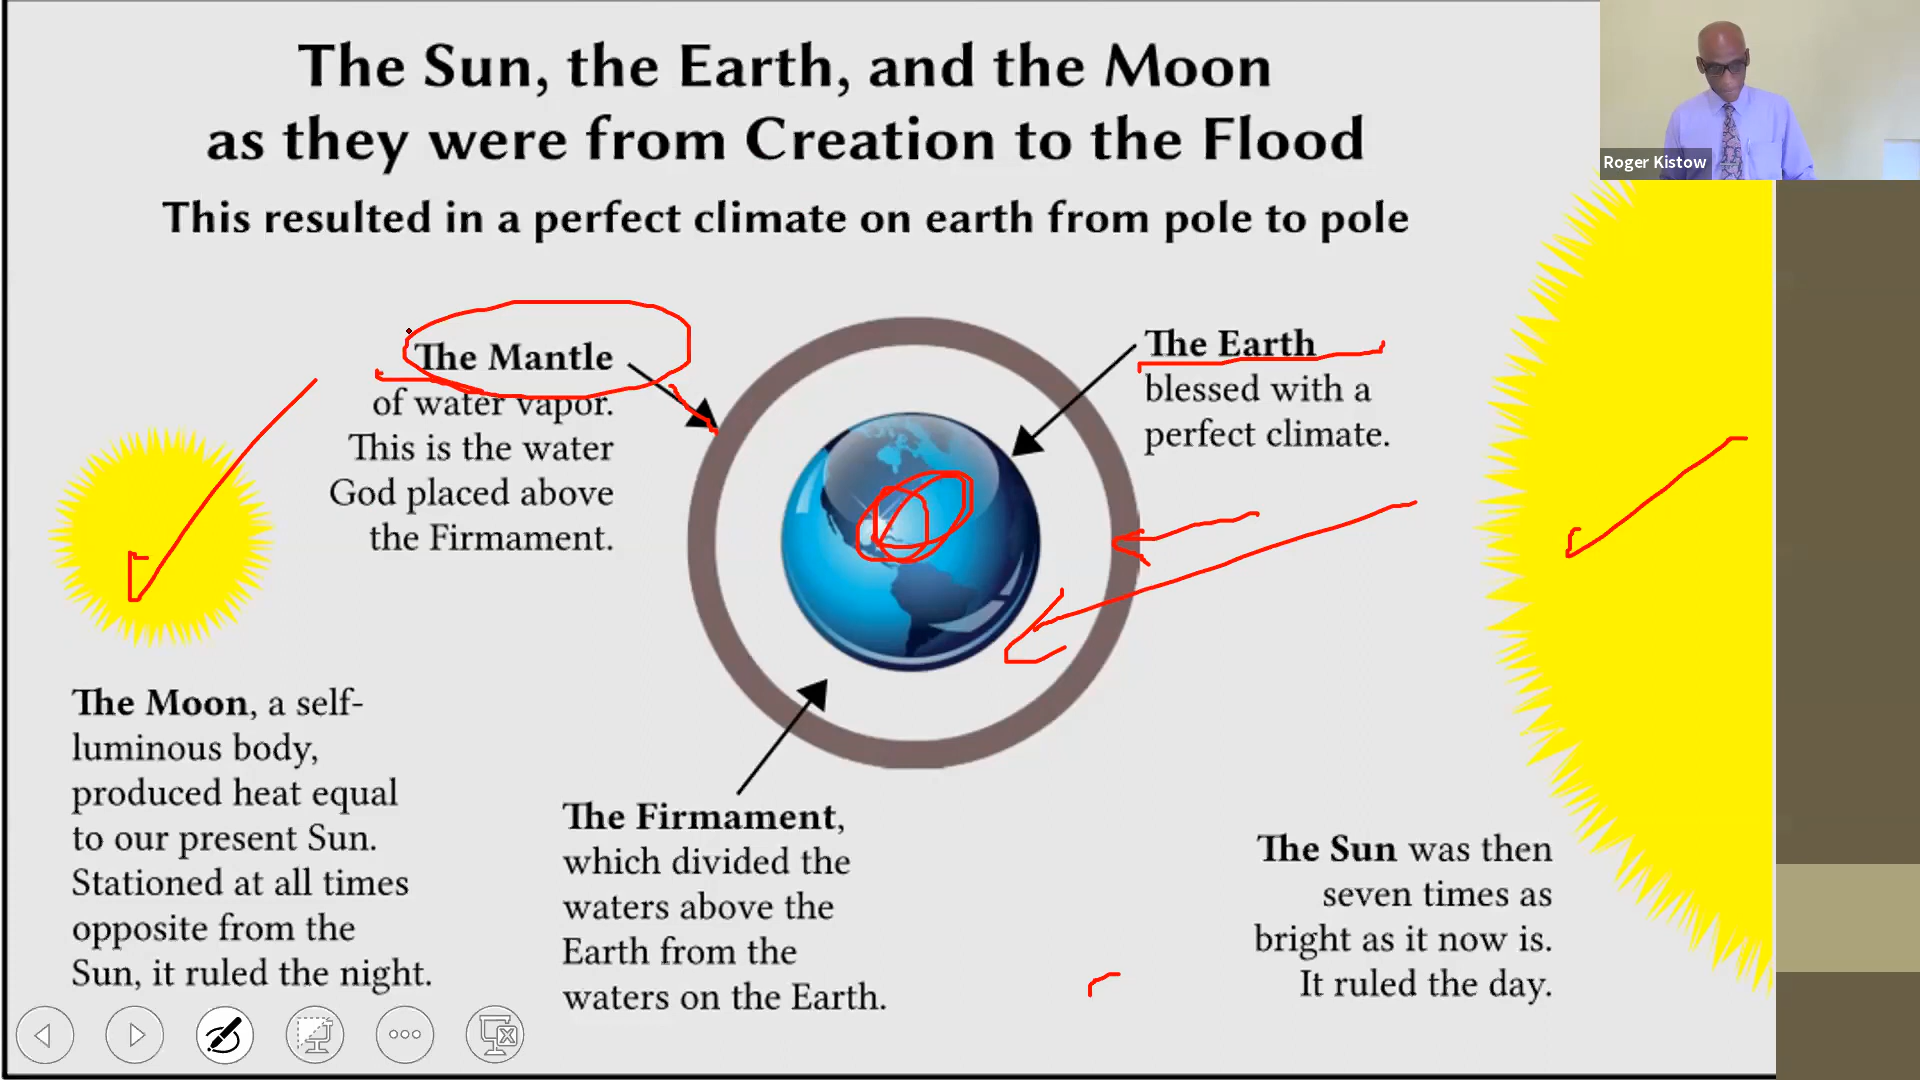 The Sun, the Earth, and the Moon
as they were from Creation to the Flood
This resulted in a perfect climate on earth from pole to pole
Roger Kistow
The Mantle
of water vapor.
This is the water
God placed above
the Firmament.
The Earth
blessed with a
perfect climate.
The Moon, a self-
luminous body,
produced heat equal
to our present Sun.
Stationed at all times
opposite from the
Sun, it ruled the night.
The Firmament,
which divided the
waters above the
Earth from the
waters on the Earth.
The Sun was then
seven times as
bright as it now is.
It ruled the day.